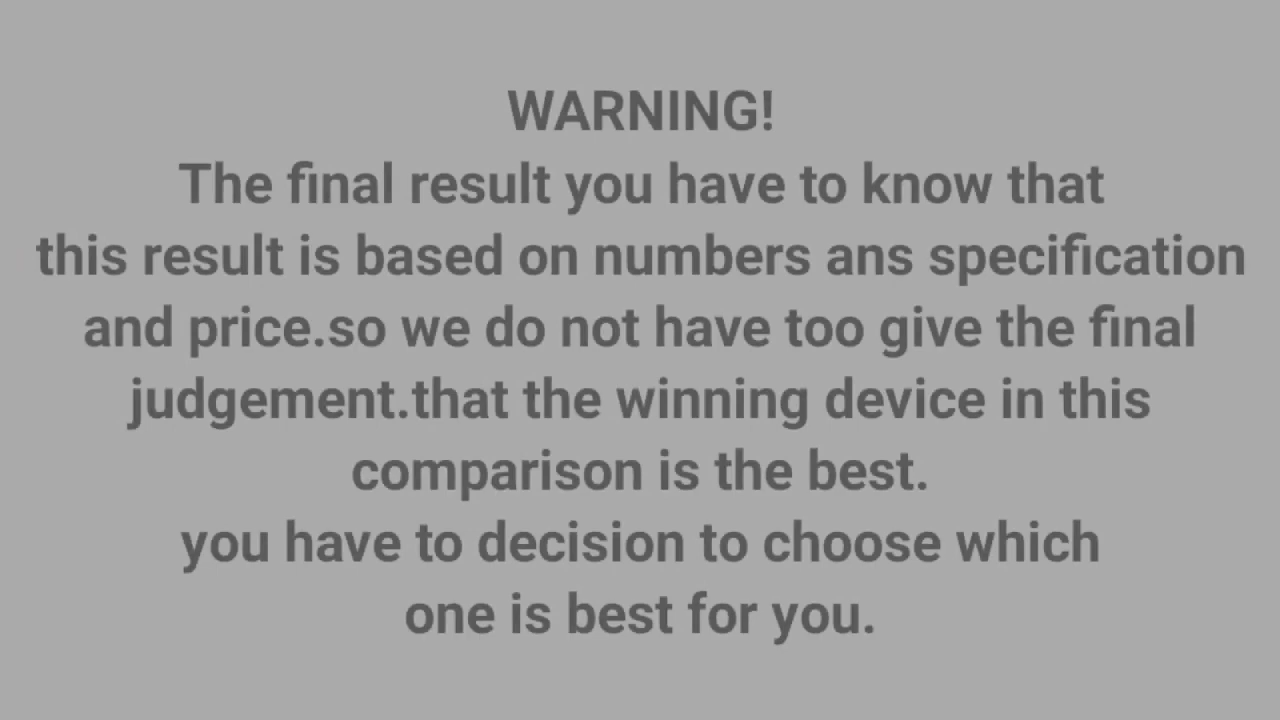 WARNING!
The final result you have to know that
this result is based on numbers ans specification
and price.so we do not have too give the final
judgement.that the winning device in this
comparison is the best.
you have to decision to choose which
one is best for you.